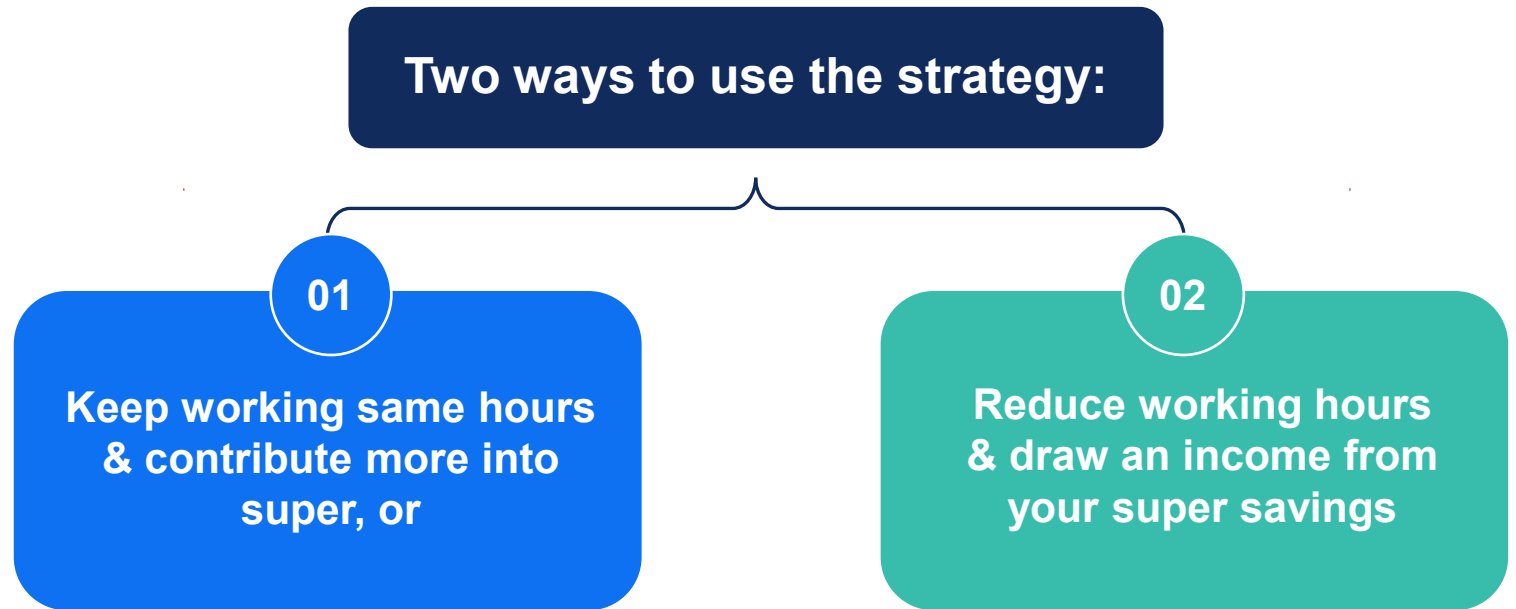 Two ways to use the strategy:
01
Keep working same hours
& contribute more into
super, or
02
Reduce working hours
& draw an income from
your super savings